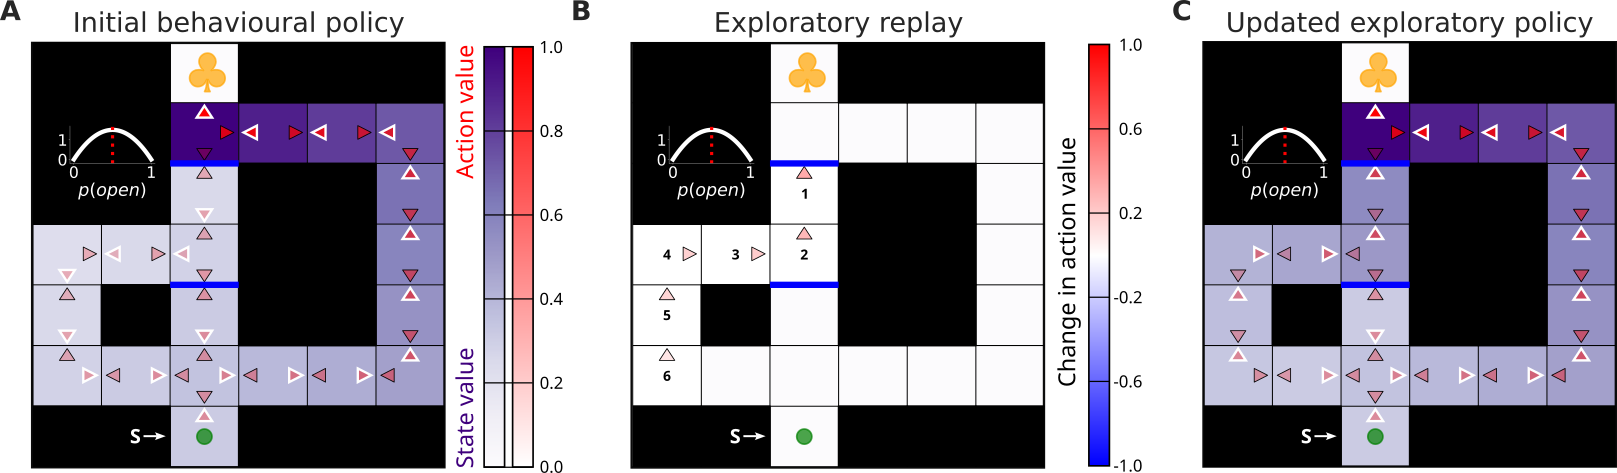 A
Initial behavioural policy
1
0
0
1
p(open)
S→
State value
Action value
1.0
0.8
0.6
0.4
0.2
0.0
B
Exploratory replay
1
0
0
1
p(open)
1
4
3
2
5
6
S→
Change in action value
1.0
0.6
0.2
-0.2
-0.6
-1.0
C
Updated exploratory policy
1
0
0
1
p(open)
S→